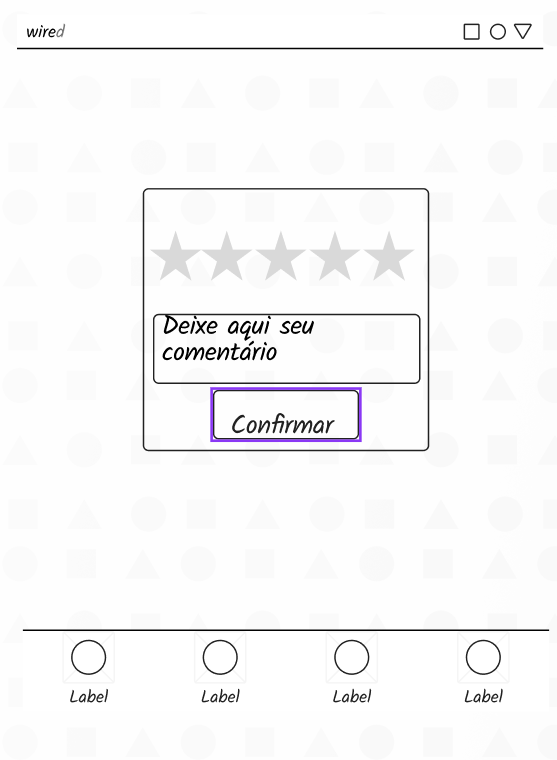 wired
Deixe aqui seu
comentário
Confirmar
Label Label Label Label